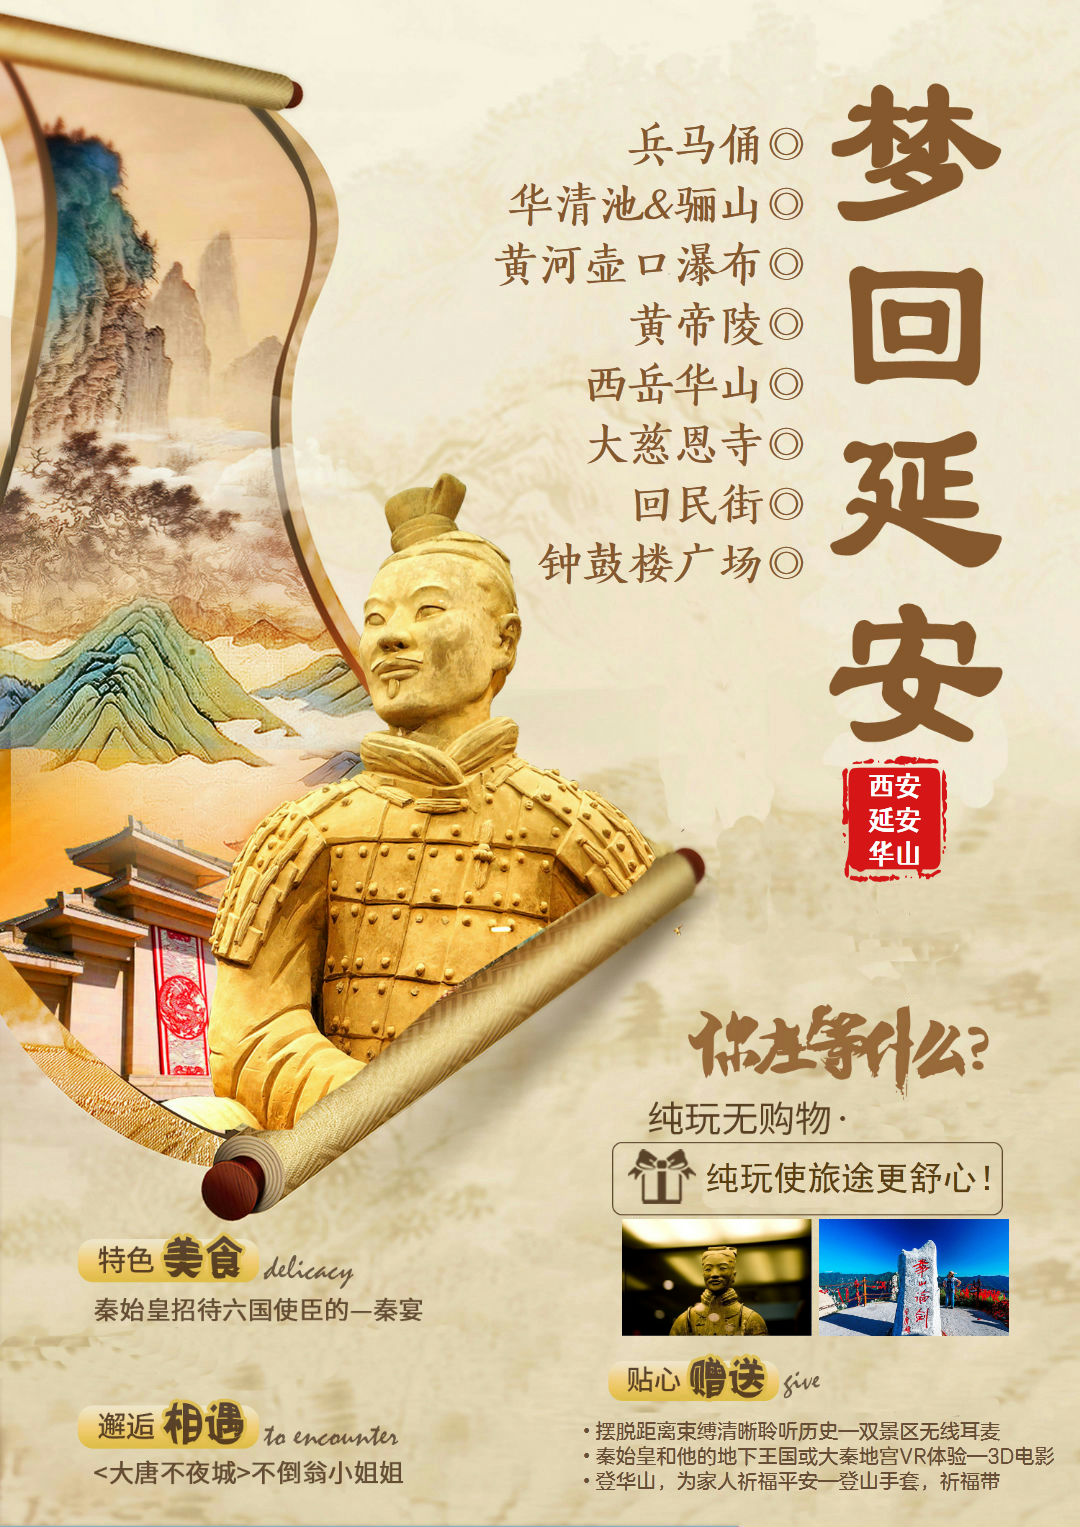 梦回延安
兵马俑◎
华清池&骊山◎
黄河壶口瀑布◎
黄帝陵◎
西岳华山◎
大慈恩寺◎
回民街◎
钟鼓楼广场◎
西安
延安
华山
你在等什么?
纯玩无购物·
纯玩使旅途更舒心!
華山论剑
特色 美食 delicacy
秦始皇招待六国使臣的—秦宴
邂逅 相遇 to encounter
<大唐不夜城>不倒翁小姐姐
贴心 赠送 give
·摆脱距离束缚清晰聆听历史—双景区无线耳麦
·秦始皇和他的地下王国或大秦地宫VR体验—3D电影
·登华山，为家人祈福平安—登山手套，祈福带